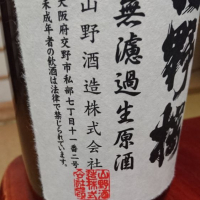 野
無濾過生原酒
山野酒造株式会社
大阪府交野市私部七丁目十一番二号
未成年者の飲酒は法律で禁じられています。